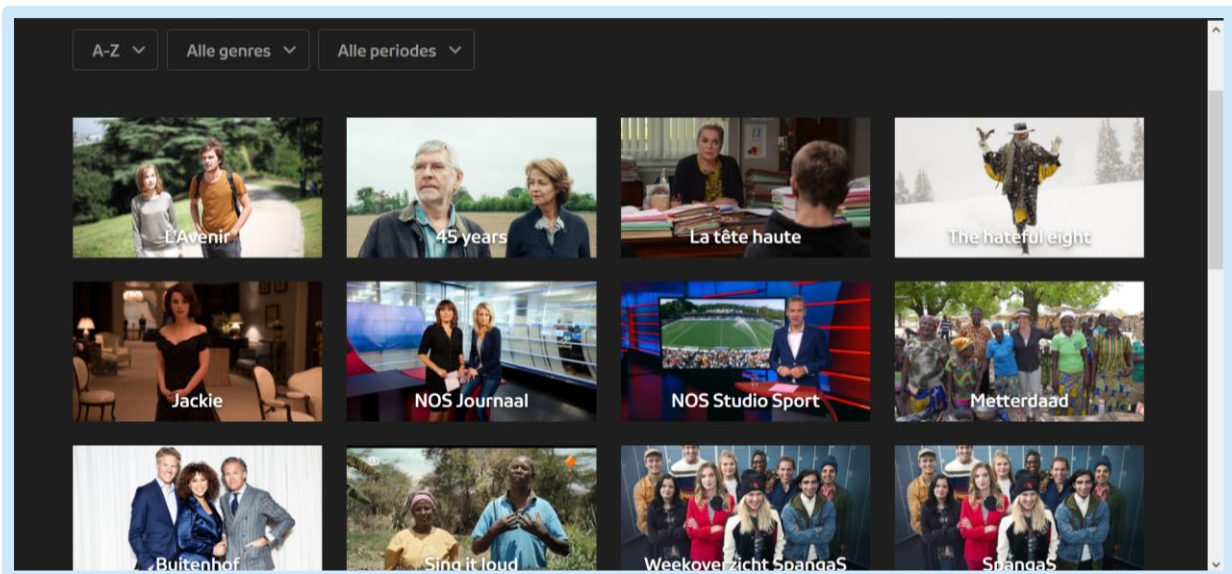 A-Z Alle genres Alle periodes
L'Avenir 45 years La tête haute The hateful eight
Jackie NOS Journaal NOS Studio Sport Metterdaad
Buitenhof Sing it loud Weekoverzicht SpangaS SpangaS